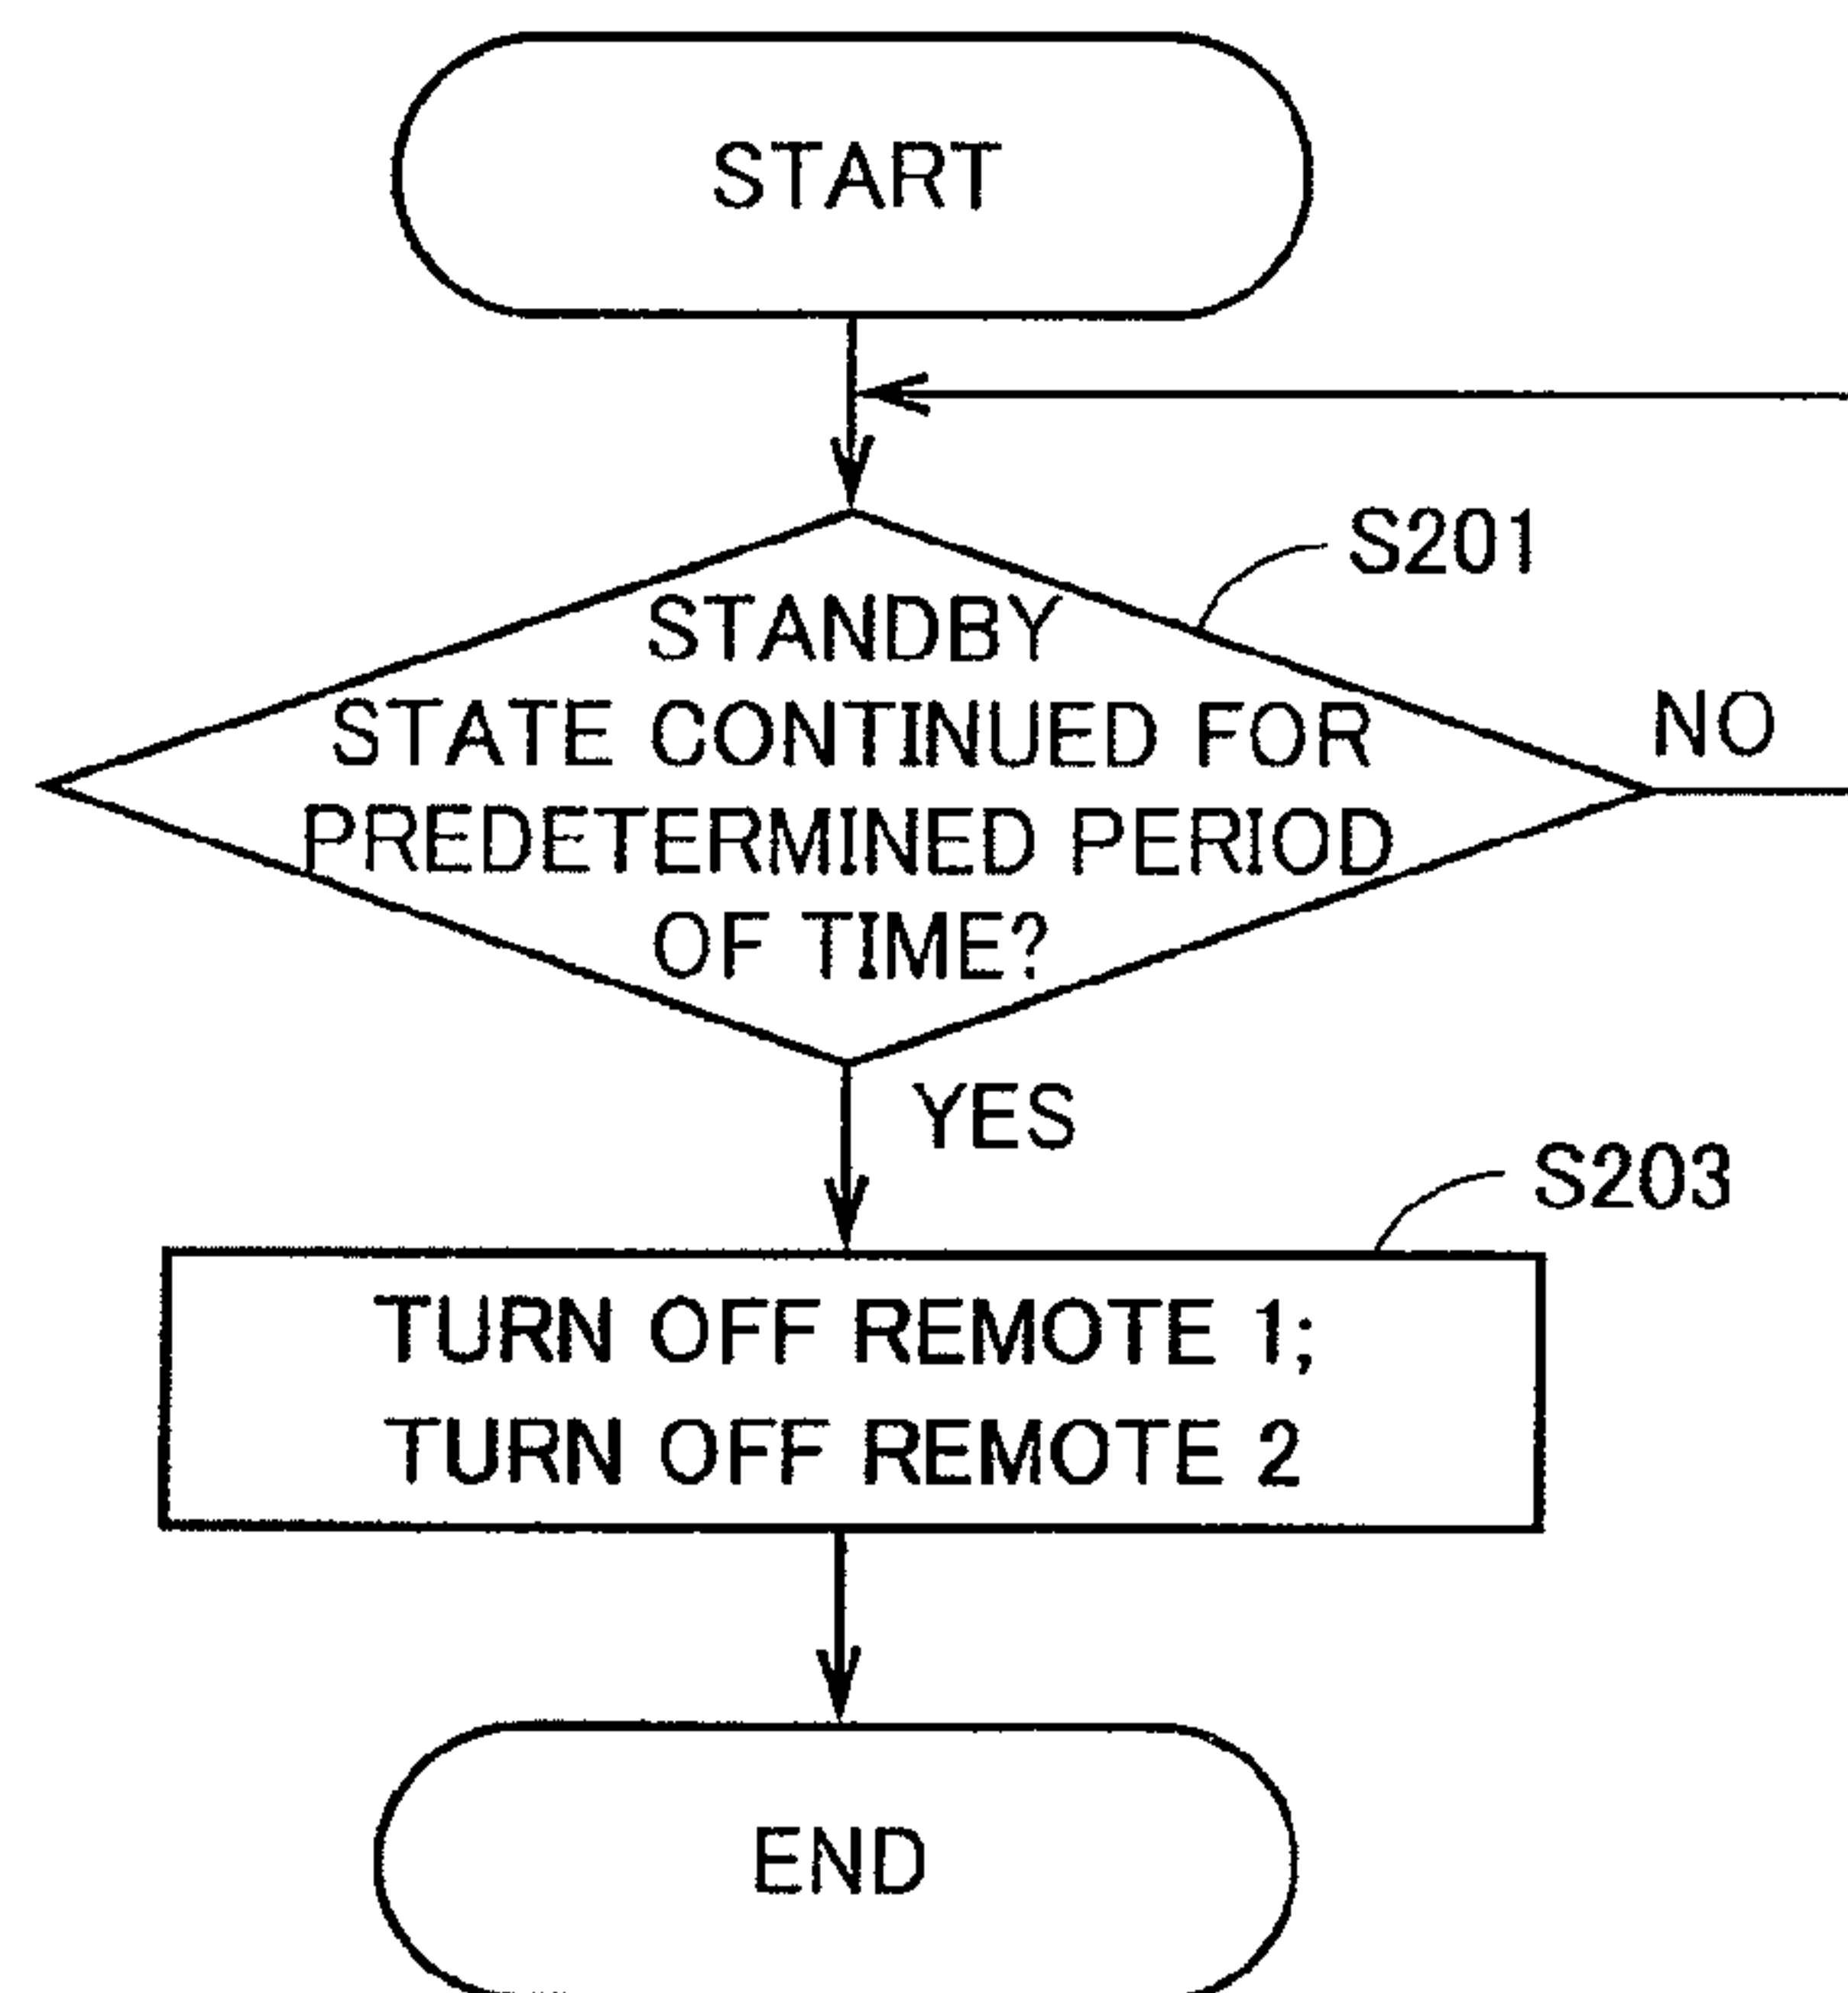 START
S201
STANDBY
STATE CONTINUED FOR
PREDETERMINED PERIOD
OF TIME?
NO
YES
S203
TURN OFF REMOTE 1;
TURN OFF REMOTE 2
END